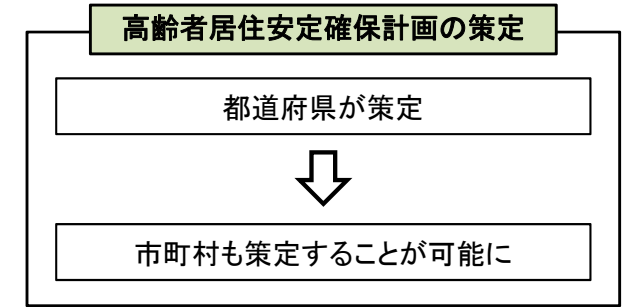 高齢者居住安定確保計画の策定
都道府県が策定
市町村も策定することが可能に